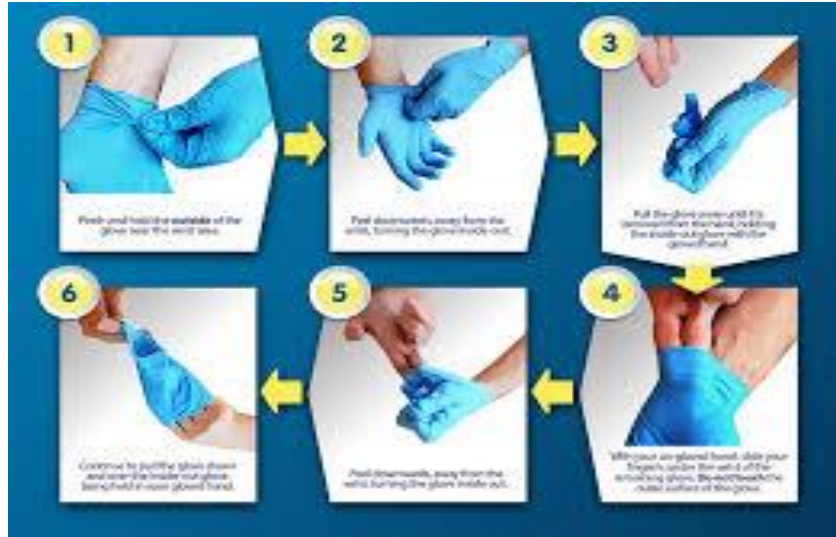 1
2
3
Pinch and hold the outside of the
glove near the wrist area.
Peel downwards, away from the
wrist, turning the glove inside out.
Pull the glove away until it is
removed from the hand, holding
the inside-out glove with the
gloved hand.
6
5
4
Continue to pull the glove down
and over the inside-out glove
being held in your gloved hand.
Peel downwards, away from the
wrist, turning the glove inside out.
With your un-gloved hand, slide your
fingers under the wrist of the
remaining glove. Do not touch the
outer surface of the glove.